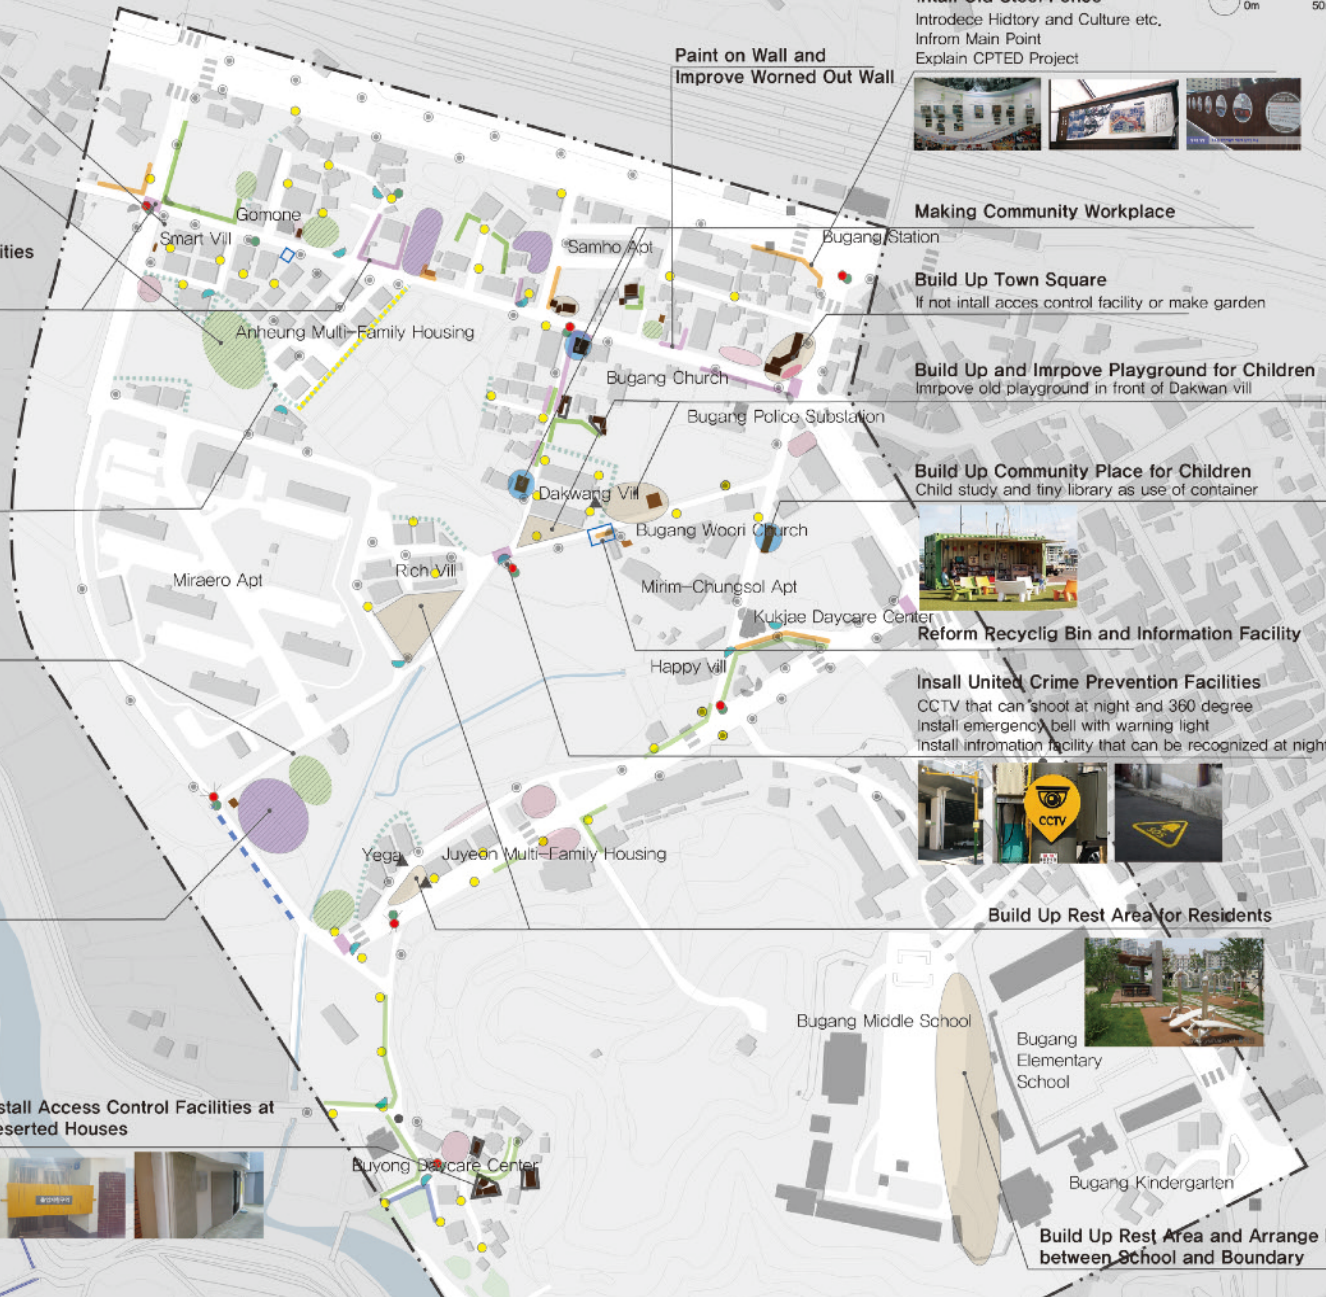 Introdece Hidtory and Culture etc.
Infrom Main Point
Explain CPTED Project
0m
50
Paint on Wall and
Improve Worned Out Wall
Making Community Workplace
Bugang Station
Gomone
Smart Vill
Samho Apt
ities
Build Up Town Square
If not intall acces control facility or make garden
Anheung Multi-Family Housing
Bugang Church
Build Up and Imrpove Playground for Children
Imrpove old playground in front of Dakwan vill
Bugang Police Substation
Build Up Community Place for Children
Child study and tiny library as use of container
Dakwang Vill
Bugang Woori Church
Miraero Apt
Rich Vill
Mirim-Chungsol Apt
Kukjae Daycare Center
Reform Recyclig Bin and Information Facility
Happy Vill
Insall United Crime Prevention Facilities
CCTV that can shoot at night and 360 degree
Install emergency bell with warning light
Install intromation facility that can be recognized at night
CCTV
SOS
Yega
Juyeon Multi-Family Housing
Build Up Rest Area for Residents
Bugang Middle School
Bugang
Elementary
School
stall Access Control Facilities at
eserted Houses
Buyong Daycare Center
Bugang Kindergarten
Build Up Rest Area and Arrange
between School and Boundary